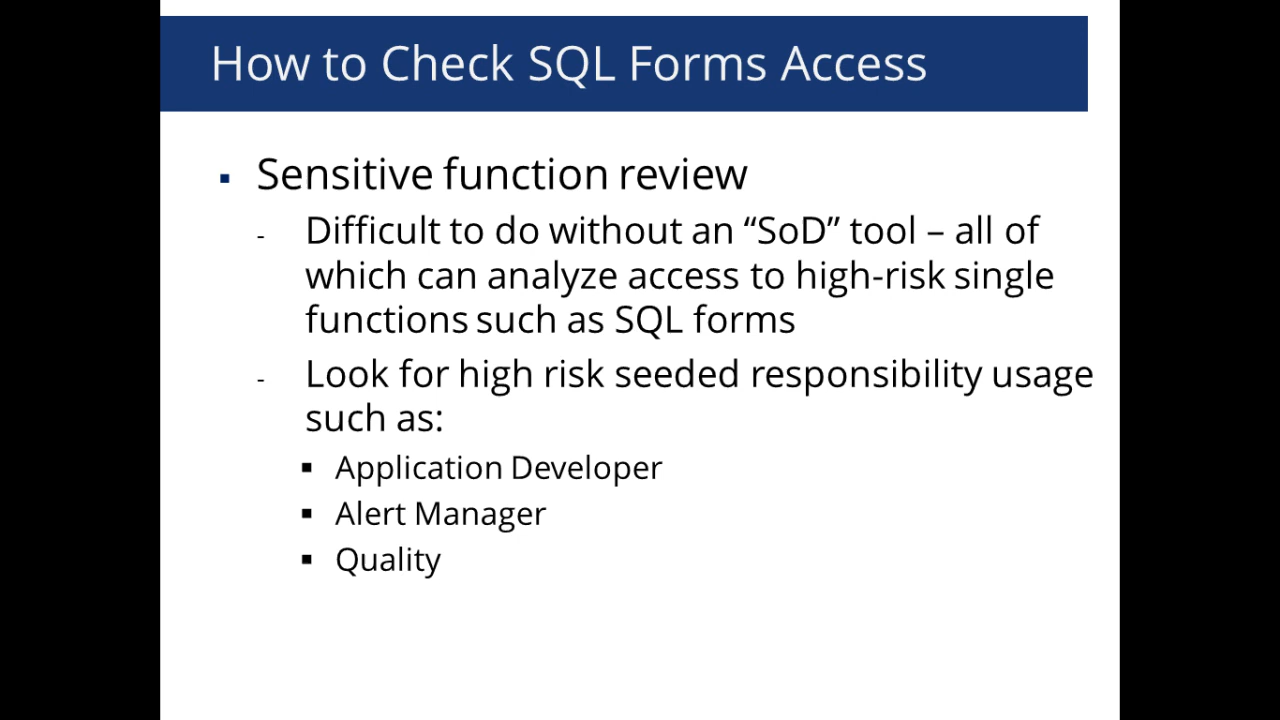 How to Check SQL Forms Access
▪ Sensitive function review
- Difficult to do without an “SoD” tool – all of
which can analyze access to high-risk single
functions such as SQL forms
- Look for high risk seeded responsibility usage
such as:
▪ Application Developer
▪ Alert Manager
▪ Quality